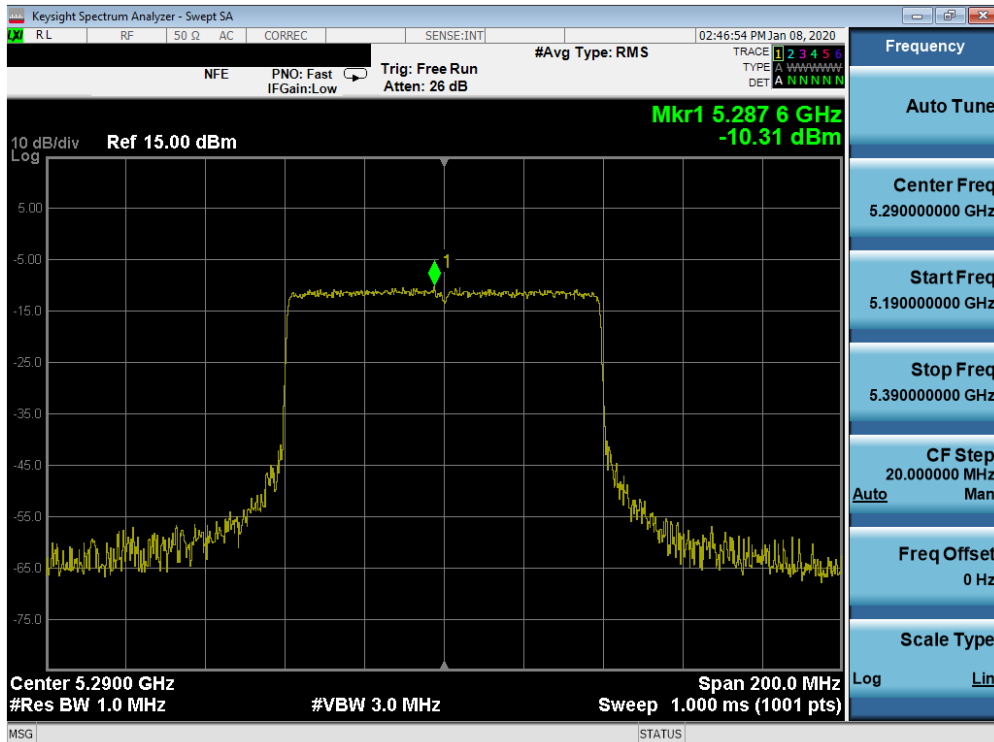 Keysight Spectrum Analyzer - Swept SA
LXI RL RF 50 Ω AC CORREC SENSE:INT 02:46:54 PM Jan 08, 2020
#Avg Type: RMS TRACE 1 2 3 4 5 6
NFE PNO: Fast Trig: Free Run TYPE A W W W W W
IFGain:Low Atten: 26 dB DET A N N N N N
Mkr1 5.287 6 GHz
-10.31 dBm
10 dB/div Ref 15.00 dBm
Log
1
5.00
-5.00
-15.0
-25.0
-35.0
-45.0
-55.0
-65.0
-75.0
Center 5.2900 GHz Span 200.0 MHz
#Res BW 1.0 MHz #VBW 3.0 MHz Sweep 1.000 ms (1001 pts)
MSG STATUS
Frequency
Auto Tune
Center Freq
5.290000000 GHz
Start Freq
5.190000000 GHz
Stop Freq
5.390000000 GHz
CF Step
20.000000 MHz
Auto Man
Freq Offset
0 Hz
Scale Type
Log Lin